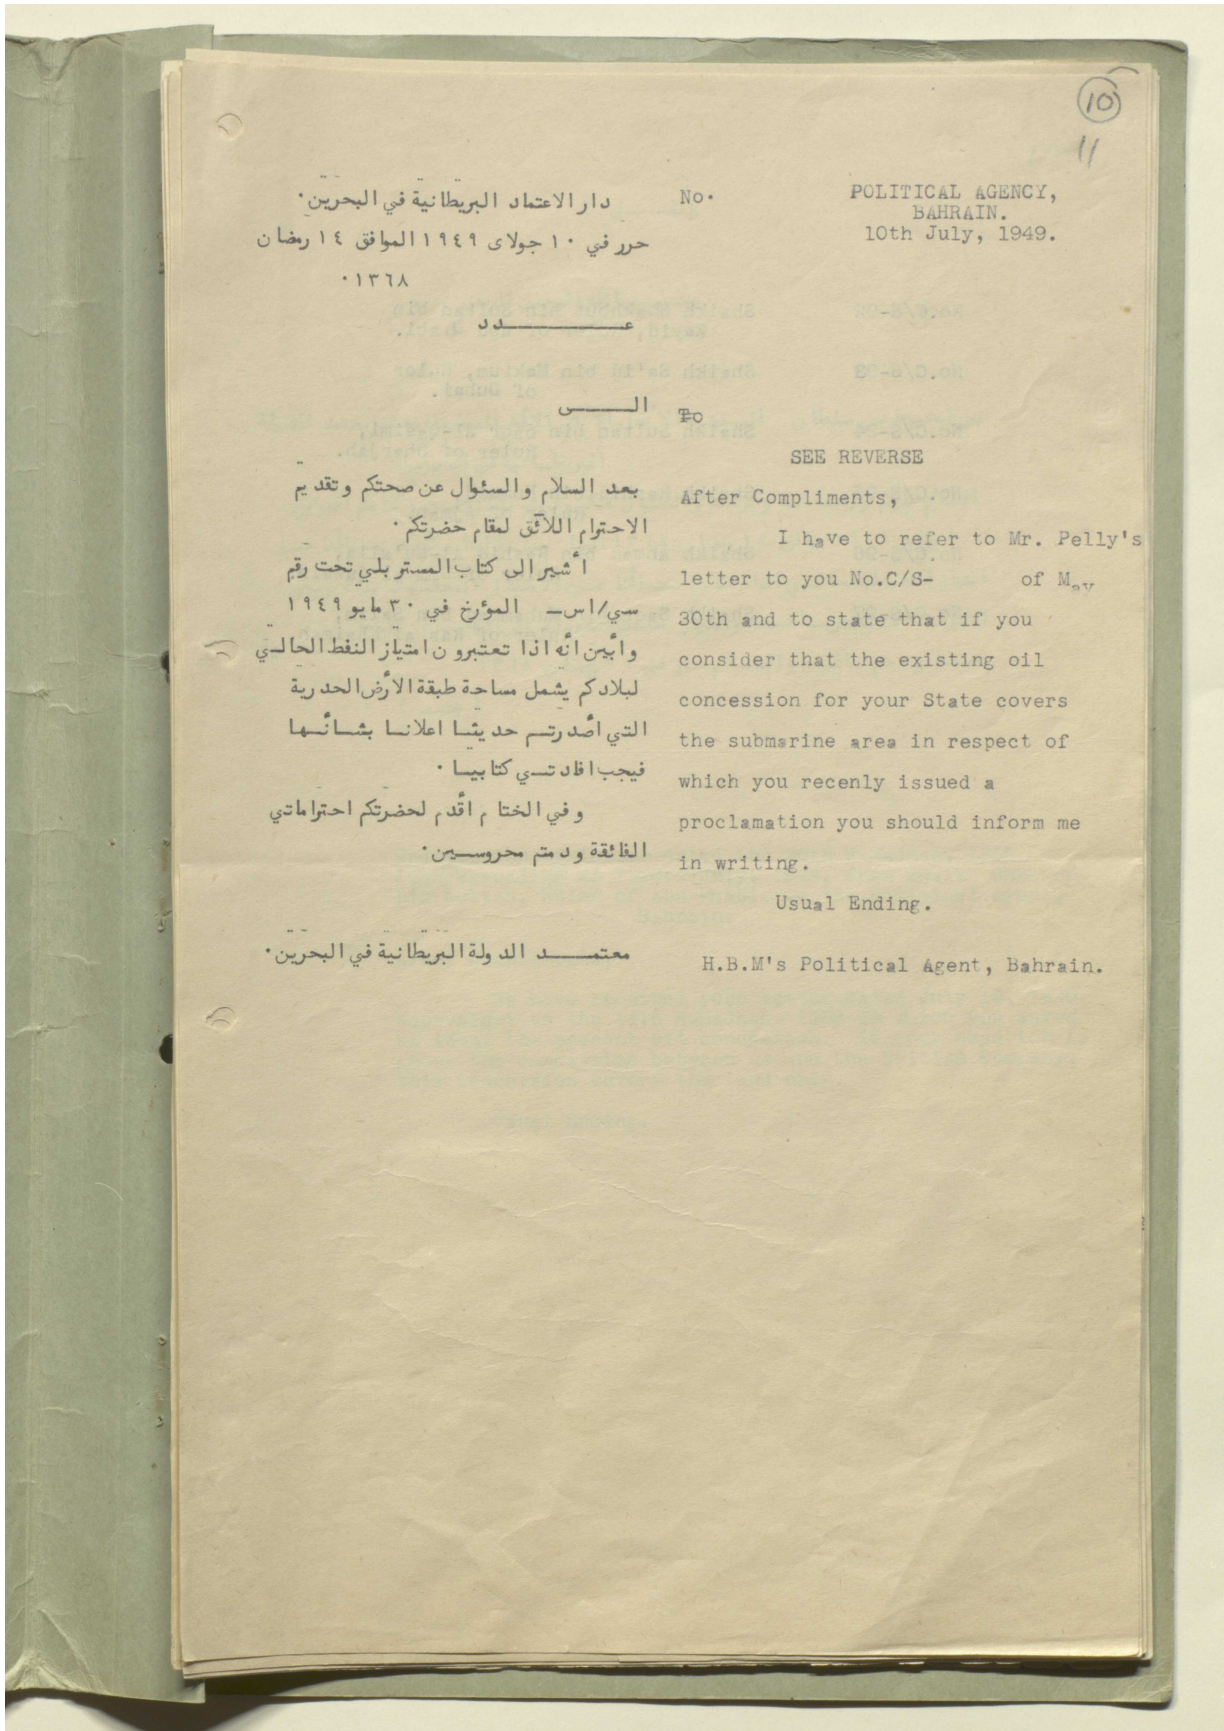 10
11
دار الاعتماد البريطانية في البحرين.
حرر في ١٠ جولاى ١٩٤٩ الموافق ١٤ رمضان
١٣٦٨.
عـــــدد
الـــى
بعد السلام والسئوال عن صحتكم وتقديم
الاحترام اللائق لمقام حضرتكم.
أشير الى كتاب المستر بلي تحت رقم
سي/اس- المؤرخ في ٣٠ مايو ١٩٤٩
وأبين انه اذا تعتبرون امتياز النفط الحالي
لبلادكم يشمل مساحة طبقة الأرض الحدرية
التي أصدرتم حديثا اعلانا بشأنها
فيجب افادتي كتابيا.
وفي الختام أقدم لحضرتكم احتراماتي
الفائقة ودمتم محروسين.
معتمـــد الدولة البريطانية في البحرين.
No.
POLITICAL AGENCY,
BAHRAIN.
10th July, 1949.
To
SEE REVERSE
After Compliments,
I have to refer to Mr. Pelly's
letter to you No.C/S- of May
30th and to state that if you
consider that the existing oil
concession for your State covers
the submarine area in respect of
which you recenly issued a
proclamation you should inform me
in writing.
Usual Ending.
H.B.M's Political Agent, Bahrain.